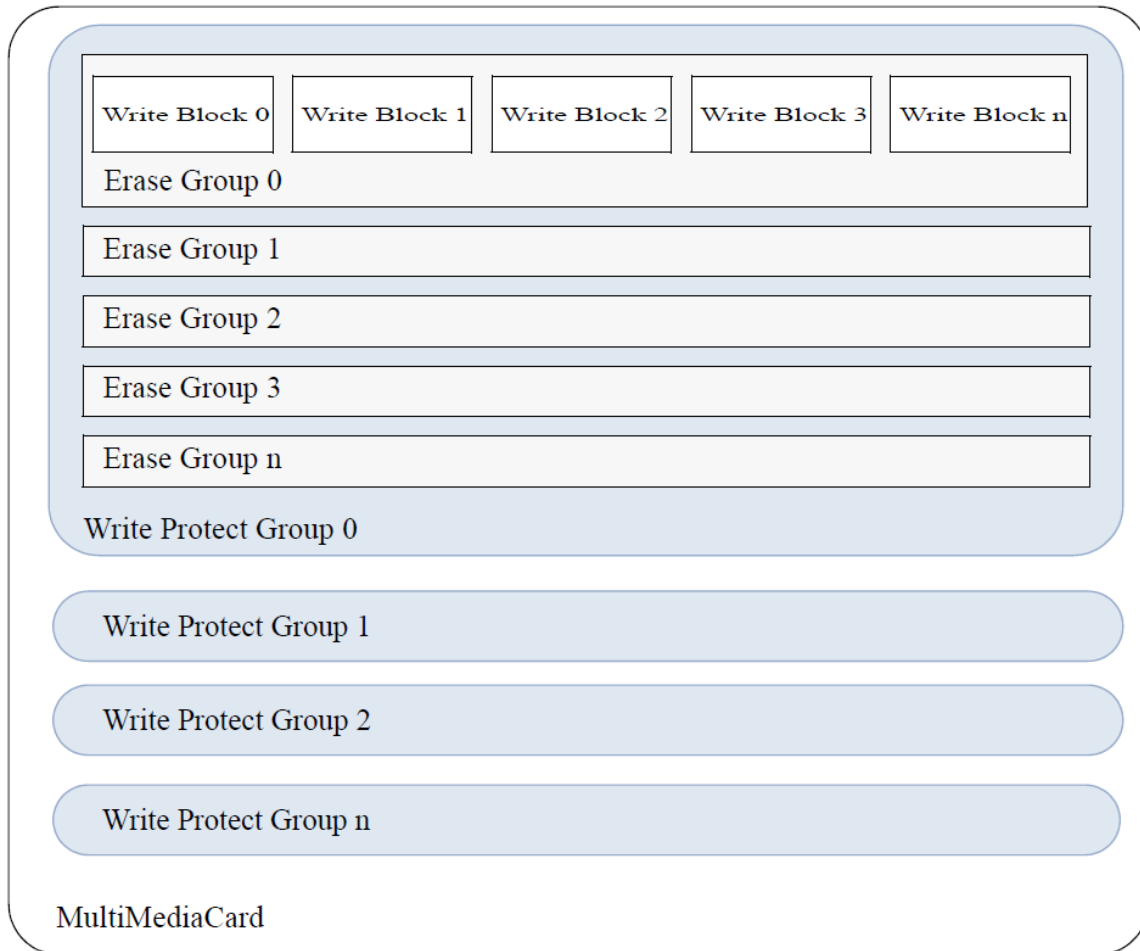 Write Block 0 Write Block 1 Write Block 2 Write Block 3 Write Block n
Erase Group 0
Erase Group 1
Erase Group 2
Erase Group 3
Erase Group n
Write Protect Group 0
Write Protect Group 1
Write Protect Group 2
Write Protect Group n
MultiMediaCard